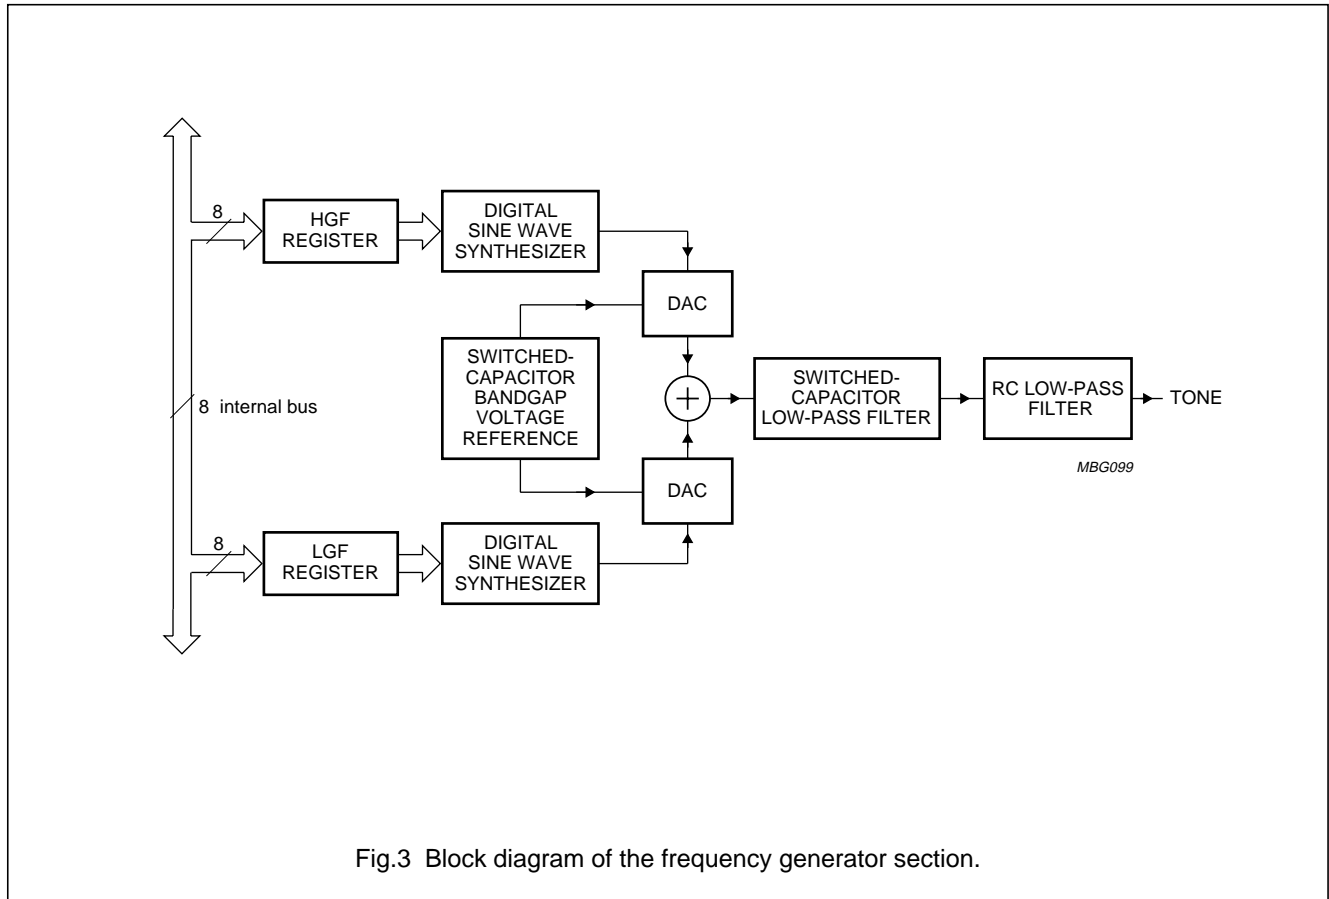 8
HGF
REGISTER
DIGITAL
SINE WAVE
SYNTHESIZER
DAC
SWITCHED-
CAPACITOR
BANDGAP
VOLTAGE
REFERENCE
8 internal bus
+
SWITCHED-
CAPACITOR
LOW-PASS FILTER
RC LOW-PASS
FILTER
TONE
MBG099
DAC
8
LGF
REGISTER
DIGITAL
SINE WAVE
SYNTHESIZER
Fig.3 Block diagram of the frequency generator section.